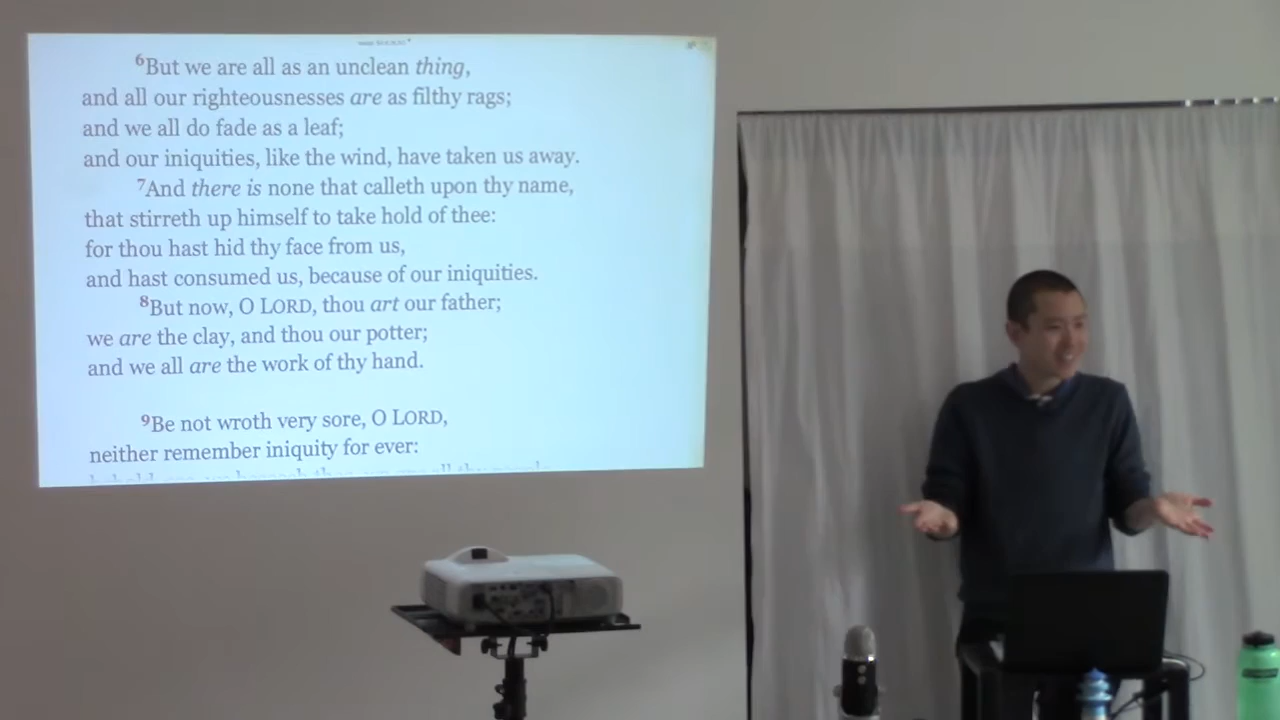 ⁶But we are all as an unclean thing,
and all our righteousnesses are as filthy rags;
and we all do fade as a leaf;
and our iniquities, like the wind, have taken us away.
⁷And there is none that calleth upon thy name,
that stirreth up himself to take hold of thee:
for thou hast hid thy face from us,
and hast consumed us, because of our iniquities.
⁸But now, O LORD, thou art our father;
we are the clay, and thou our potter;
and we all are the work of thy hand.
⁹Be not wroth very sore, O LORD,
neither remember iniquity for ever: